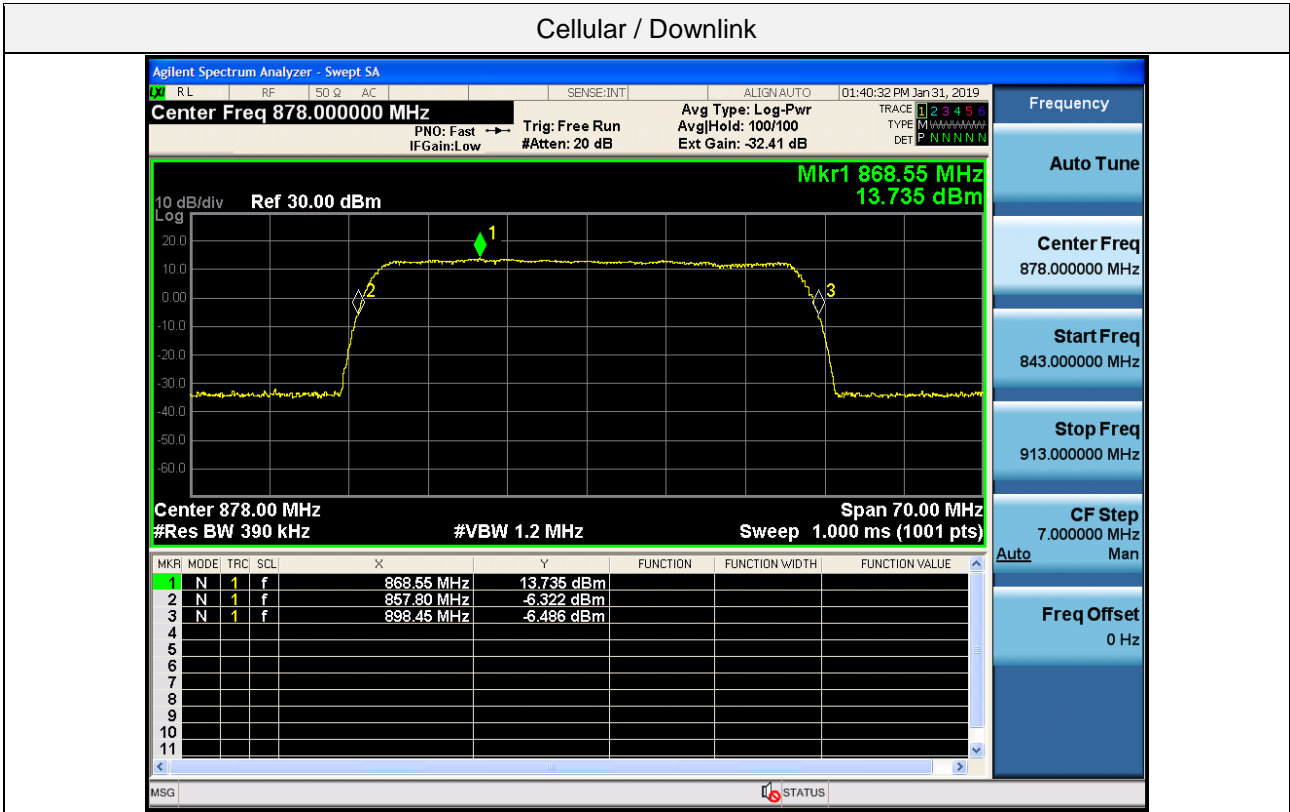 Cellular / Downlink
Agilent Spectrum Analyzer - Swept SA
LXI RL RF 50 Ω AC SENSE:INT ALIGN AUTO 01:40:32 PM Jan 31, 2019
Center Freq 878.000000 MHz Avg Type: Log-Pwr TRACE 1 2 3 4 5 6
PNO: Fast Trig: Free Run Avg|Hold: 100/100 TYPE M WWWWW
IFGain:Low #Atten: 20 dB Ext Gain: -32.41 dB DET P N N N N N
Mkr1 868.55 MHz
13.735 dBm
10 dB/div Ref 30.00 dBm
Log
20.0
10.0
0.00
-10.0
-20.0
-30.0
-40.0
-50.0
-60.0
1
2
3
Center 878.00 MHz Span 70.00 MHz
#Res BW 390 kHz #VBW 1.2 MHz Sweep 1.000 ms (1001 pts)
MKR MODE TRC SCL X Y FUNCTION FUNCTION WIDTH FUNCTION VALUE
1 N 1 f 868.55 MHz 13.735 dBm
2 N 1 f 857.80 MHz -6.322 dBm
3 N 1 f 898.45 MHz -6.486 dBm
4
5
6
7
8
9
10
11
MSG STATUS
Frequency
Auto Tune
Center Freq
878.000000 MHz
Start Freq
843.000000 MHz
Stop Freq
913.000000 MHz
CF Step
7.000000 MHz
Auto Man
Freq Offset
0 Hz